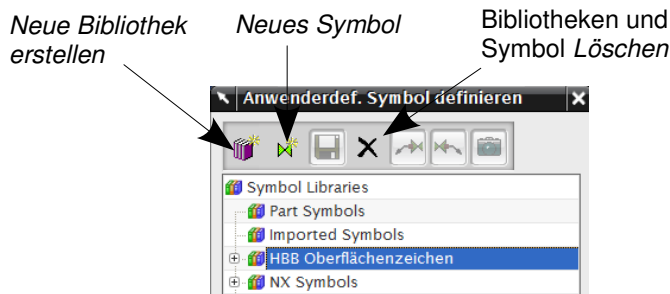 Neue Bibliothek
erstellen
Neues Symbol
Bibliotheken und
Symbol Löschen
Anwenderdef. Symbol definieren
Symbol Libraries
Part Symbols
Imported Symbols
HBB Oberflächenzeichen
NX Symbols